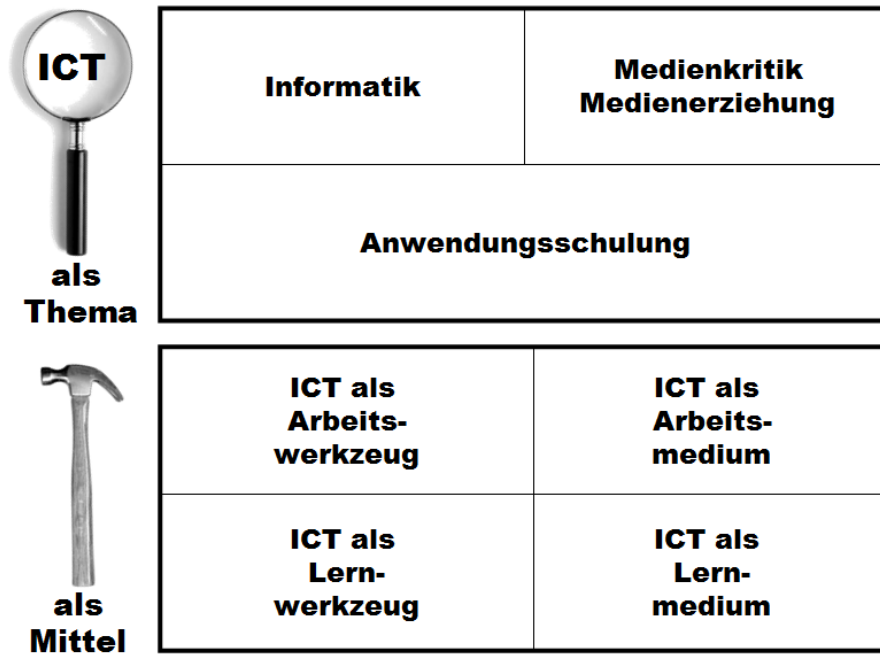 ICT
als
Thema
Informatik
Medienkritik
Medienerziehung
Anwendungsschulung
als
Mittel
ICT als
Arbeits-
werkzeug
ICT als
Arbeits-
medium
ICT als
Lern-
werkzeug
ICT als
Lern-
medium